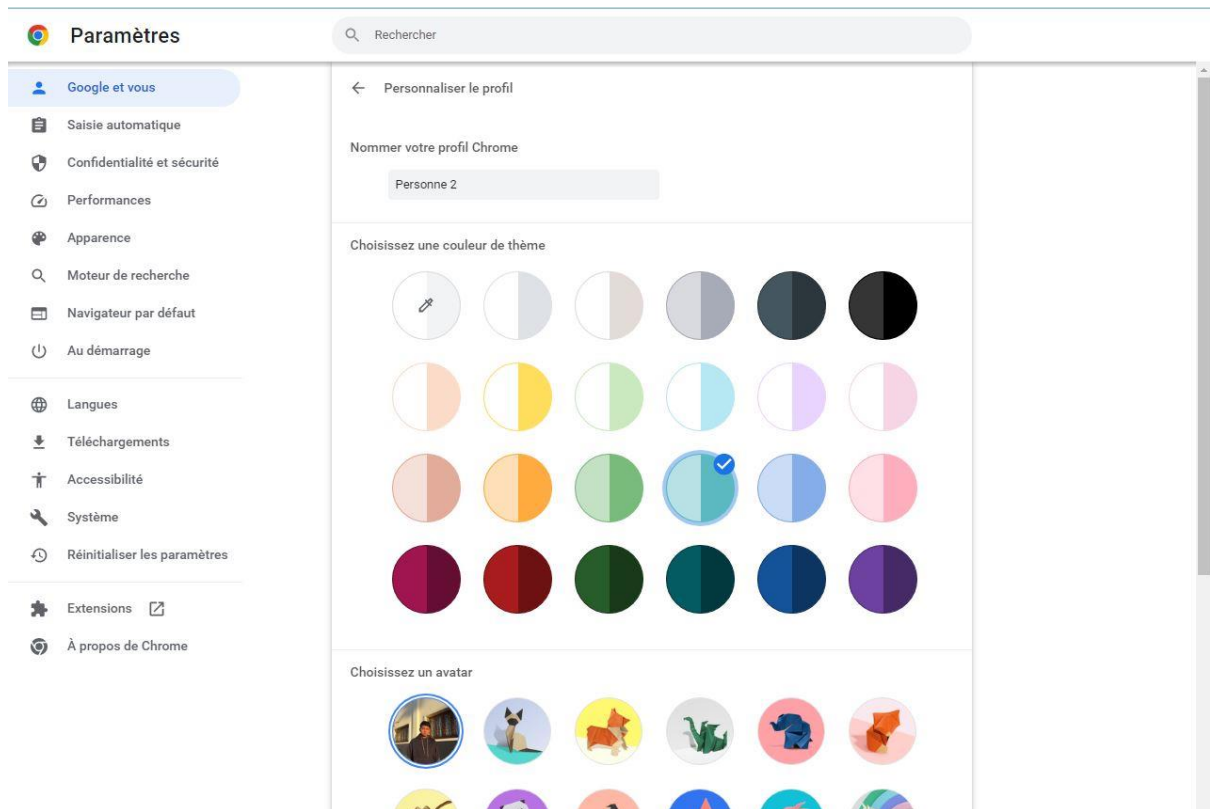 Paramètres
Rechercher
Google et vous
Saisie automatique
Confidentialité et sécurité
Performances
Apparence
Moteur de recherche
Navigateur par défaut
Au démarrage
Langues
Téléchargements
Accessibilité
Système
Réinitialiser les paramètres
Extensions
À propos de Chrome
Personnaliser le profil
Nommer votre profil Chrome
Personne 2
Choisissez une couleur de thème
Choisissez un avatar